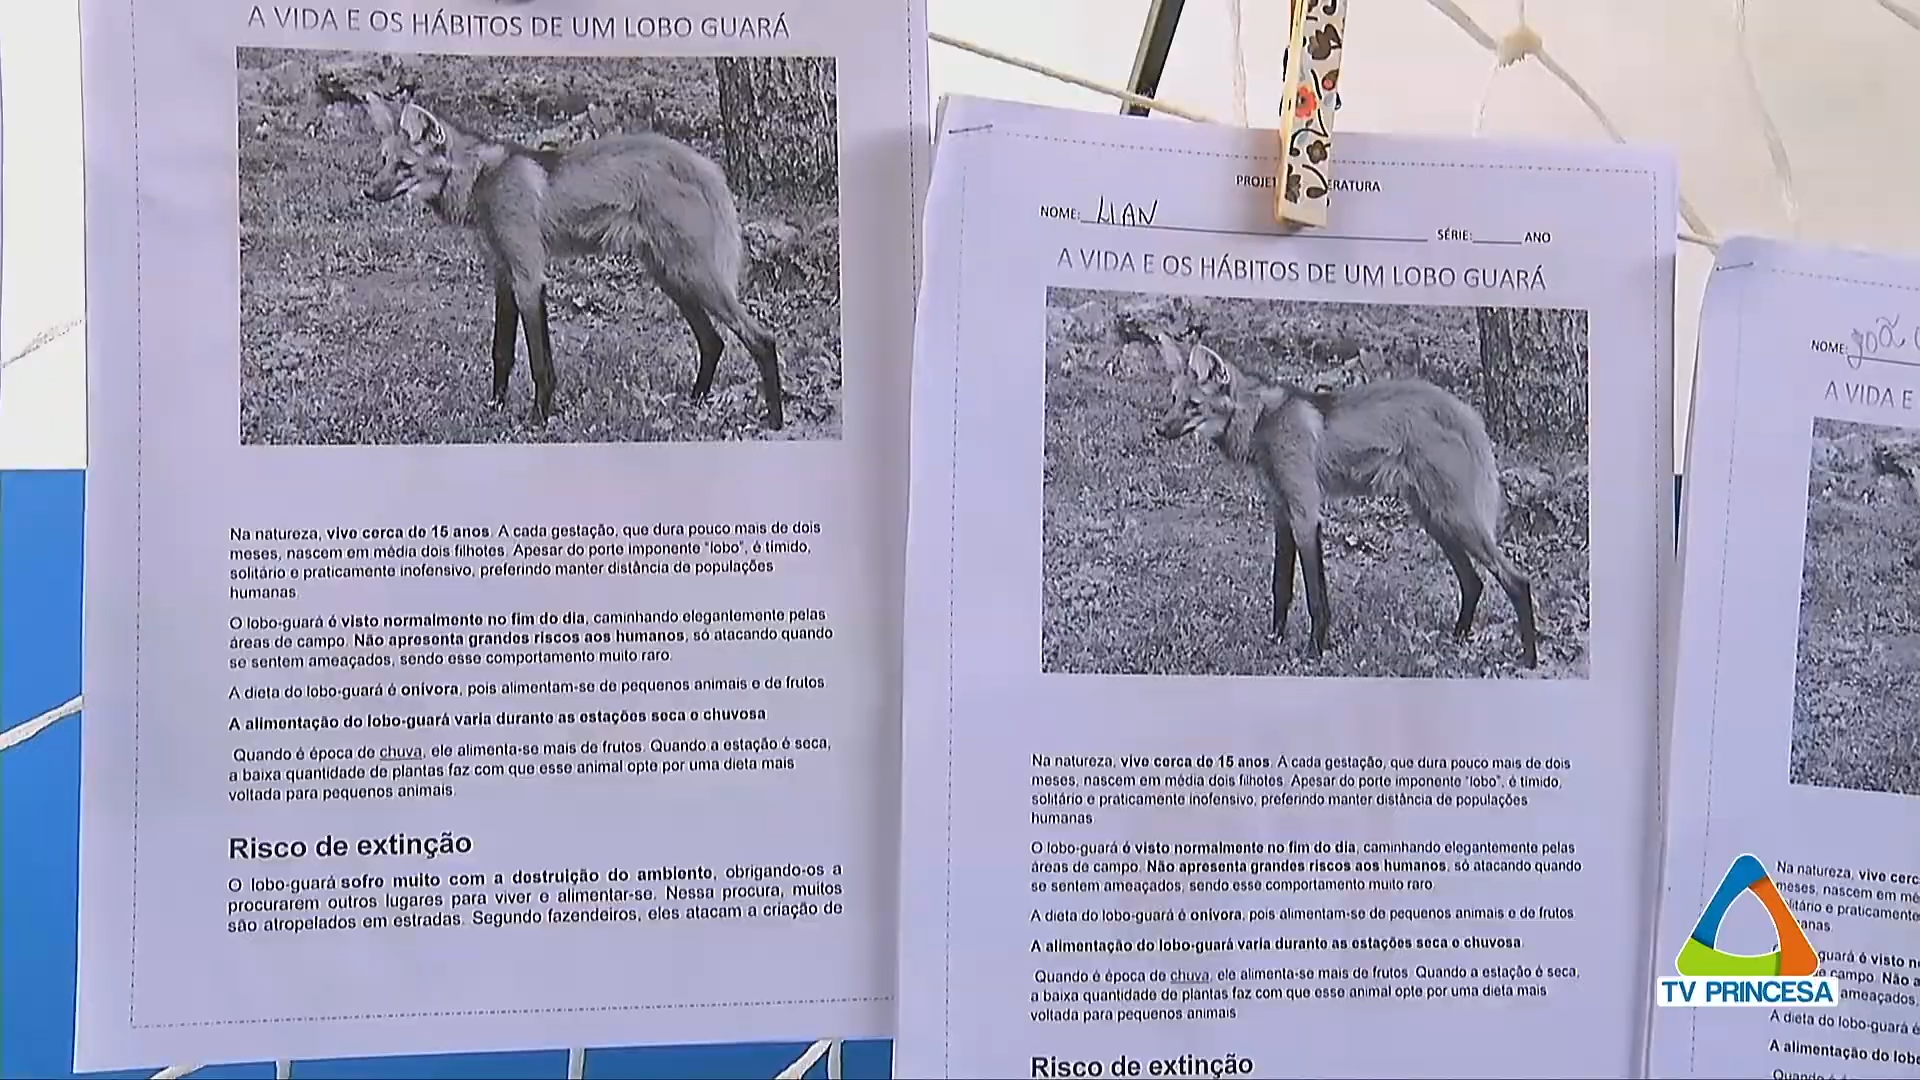 A VIDA E OS HÁBITOS DE UM LOBO GUARÁ
Na natureza, vive cerca de 15 anos. A cada gestação, que dura pouco mais de dois
meses, nascem em média dois filhotes. Apesar do porte imponente "lobo", é tímido,
solitário e praticamente inofensivo, preferindo manter distância de populações
humanas.
O lobo-guará é visto normalmente no fim do dia, caminhando elegantemente pelas
áreas de campo. Não apresenta grandes riscos aos humanos, só atacando quando
se sentem ameaçados, sendo esse comportamento muito raro.
A dieta do lobo-guará é onívora, pois alimentam-se de pequenos animais e de frutos.
A alimentação do lobo-guará varia durante as estações seca e chuvosa
Quando é época de chuva, ele alimenta-se mais de frutos. Quando a estação é seca,
a baixa quantidade de plantas faz com que esse animal opte por uma dieta mais
voltada para pequenos animais.
Risco de extinção
O lobo-guará sofre muito com a destruição do ambiente, obrigando-os a
procurarem outros lugares para viver e alimentar-se. Nessa procura, muitos
são atropelados em estradas. Segundo fazendeiros, eles atacam a criação de
NOME: LIAN SÉRIE: ANO
A VIDA E OS HÁBITOS DE UM LOBO GUARÁ
Na natureza, vive cerca de 15 anos. A cada gestação, que dura pouco mais de dois
meses, nascem em média dois filhotes. Apesar do porte imponente "lobo", é tímido,
solitário e praticamente inofensivo, preferindo manter distância de populações
humanas.
O lobo-guará é visto normalmente no fim do dia, caminhando elegantemente pelas
áreas de campo. Não apresenta grandes riscos aos humanos, só atacando quando
se sentem ameaçados, sendo esse comportamento muito raro.
A dieta do lobo-guará é onívora, pois alimentam-se de pequenos animais e de frutos.
A alimentação do lobo-guará varia durante as estações seca e chuvosa.
Quando é época de chuva, ele alimenta-se mais de frutos. Quando a estação é seca,
a baixa quantidade de plantas faz com que esse animal opte por uma dieta mais
voltada para pequenos animais
Risco de extinção
NOME:
A VIDA E
Na natureza, vive
meses, nascem em
e praticamente
é visto
campo. Não
ameaçados,
A dieta do lobo-guará é
A alimentação do
Quando
TV PRINCESA